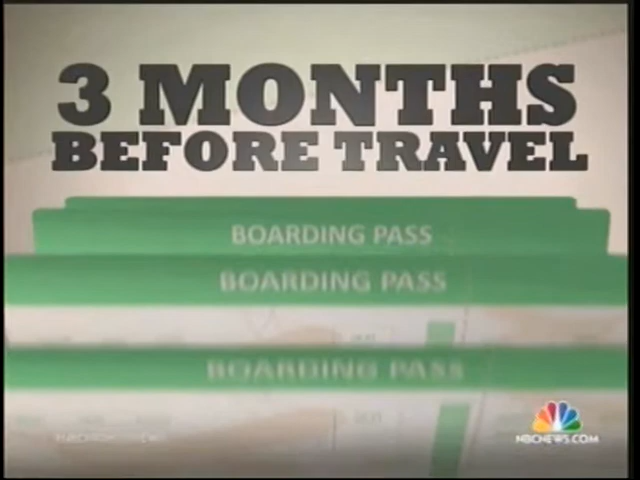 3 MONTHS
BEFORE TRAVEL
BOARDING PASS
BOARDING PASS
BOARDING PASS
NBCNEWS.COM